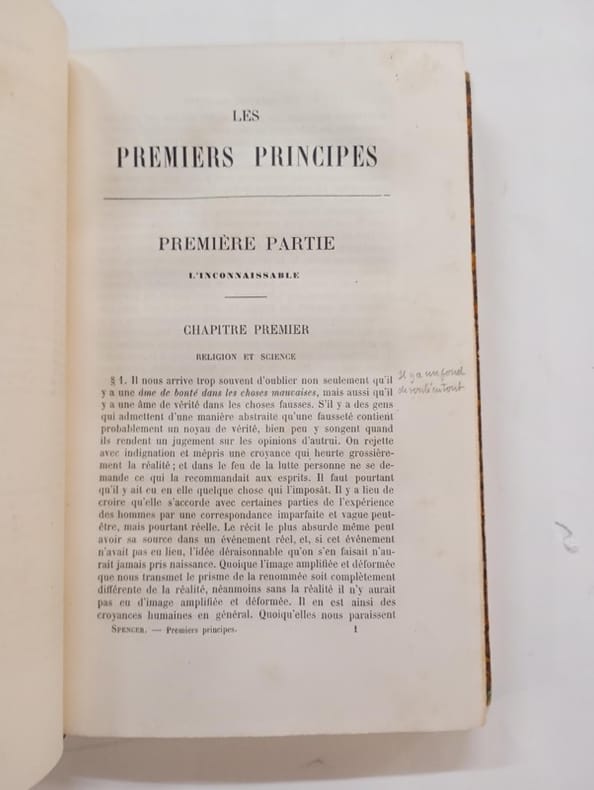 LES
PREMIERS PRINCIPES
PREMIÈRE PARTIE
L'INCONNAISSABLE
CHAPITRE PREMIER
RELIGION ET SCIENCE
§ 1. Il nous arrive trop souvent d'oublier non seulement qu'il
y a une âme de bonté dans les choses mauvaises, mais aussi qu'il
y a une âme de vérité dans les choses fausses. S'il y a des gens
qui admettent d'une manière abstraite qu'une fausseté contient
probablement un noyau de vérité, bien peu y songent quand
ils rendent un jugement sur les opinions d'autrui. On rejette
avec indignation et mépris une croyance qui heurte grossière-
ment la réalité ; et dans le feu de la lutte personne ne se de-
mande ce qui la recommandait aux esprits. Il faut pourtant
qu'il y ait eu en elle quelque chose qui l'imposât. Il y a lieu de
croire qu'elle s'accorde avec certaines parties de l'expérience
des hommes par une correspondance imparfaite et vague peut-
être, mais pourtant réelle. Le récit le plus absurde même peut
avoir sa source dans un événement réel, et, si cet événement
n'avait pas eu lieu, l'idée déraisonnable qu'on s'en faisait n'au-
rait jamais pris naissance. Quoique l'image amplifiée et déformée
que nous transmet le prisme de la renommée soit complètement
différente de la réalité, néanmoins sans la réalité il n'y aurait
pas eu d'image amplifiée et déformée. Il en est ainsi des
croyances humaines en général. Quoiqu'elles nous paraissent
SPENCER. — Premiers principes. 1
Il y a un fond
de vérité en tout